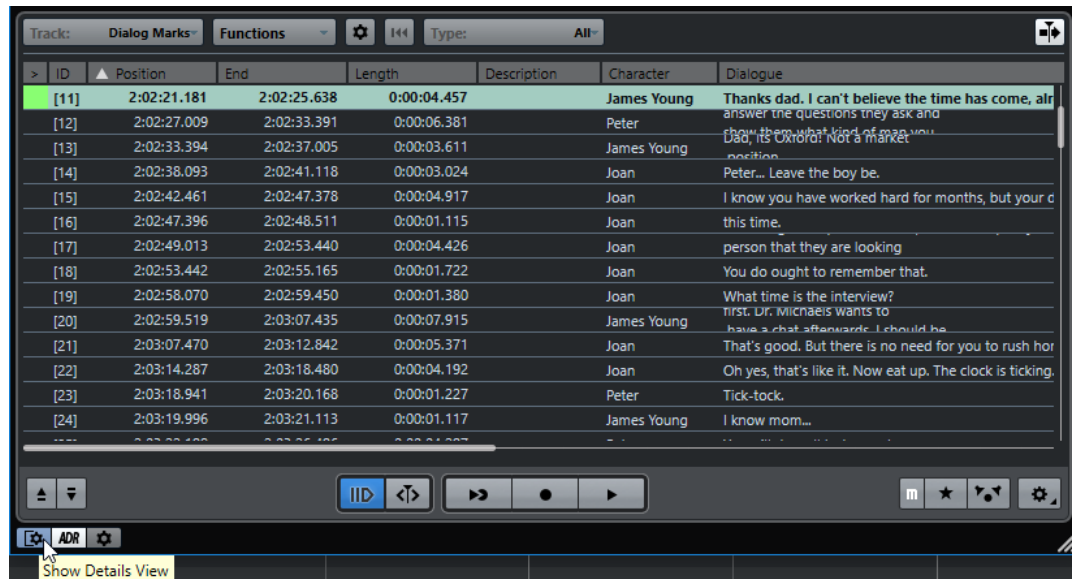 Track: Dialog Marks Functions Type: All
> ID Position End Length Description Character Dialogue
[11] 2:02:21.181 2:02:25.638 0:00:04.457 James Young Thanks dad. I can't believe the time has come, alr
[12] 2:02:27.009 2:02:33.391 0:00:06.381 Peter answer the questions they ask and
show them what kind of man you
[13] 2:02:33.394 2:02:37.005 0:00:03.611 James Young Dad, its Oxford! Not a market
position
[14] 2:02:38.093 2:02:41.118 0:00:03.024 Joan Peter... Leave the boy be.
[15] 2:02:42.461 2:02:47.378 0:00:04.917 Joan I know you have worked hard for months, but your d
[16] 2:02:47.396 2:02:48.511 0:00:01.115 Joan this time.
[17] 2:02:49.013 2:02:53.440 0:00:04.426 Joan person that they are looking
[18] 2:02:53.442 2:02:55.165 0:00:01.722 Joan You do ought to remember that.
[19] 2:02:58.070 2:02:59.450 0:00:01.380 Joan What time is the interview?
[20] 2:02:59.519 2:03:07.435 0:00:07.915 James Young first. Dr. Michaels wants to
have a chat afterwards. I should be
[21] 2:03:07.470 2:03:12.842 0:00:05.371 Joan That's good. But there is no need for you to rush hor
[22] 2:03:14.287 2:03:18.480 0:00:04.192 Joan Oh yes, that's like it. Now eat up. The clock is ticking.
[23] 2:03:18.941 2:03:20.168 0:00:01.227 Peter Tick-tock.
[24] 2:03:19.996 2:03:21.113 0:00:01.117 James Young I know mom...
m
ADR
Show Details View